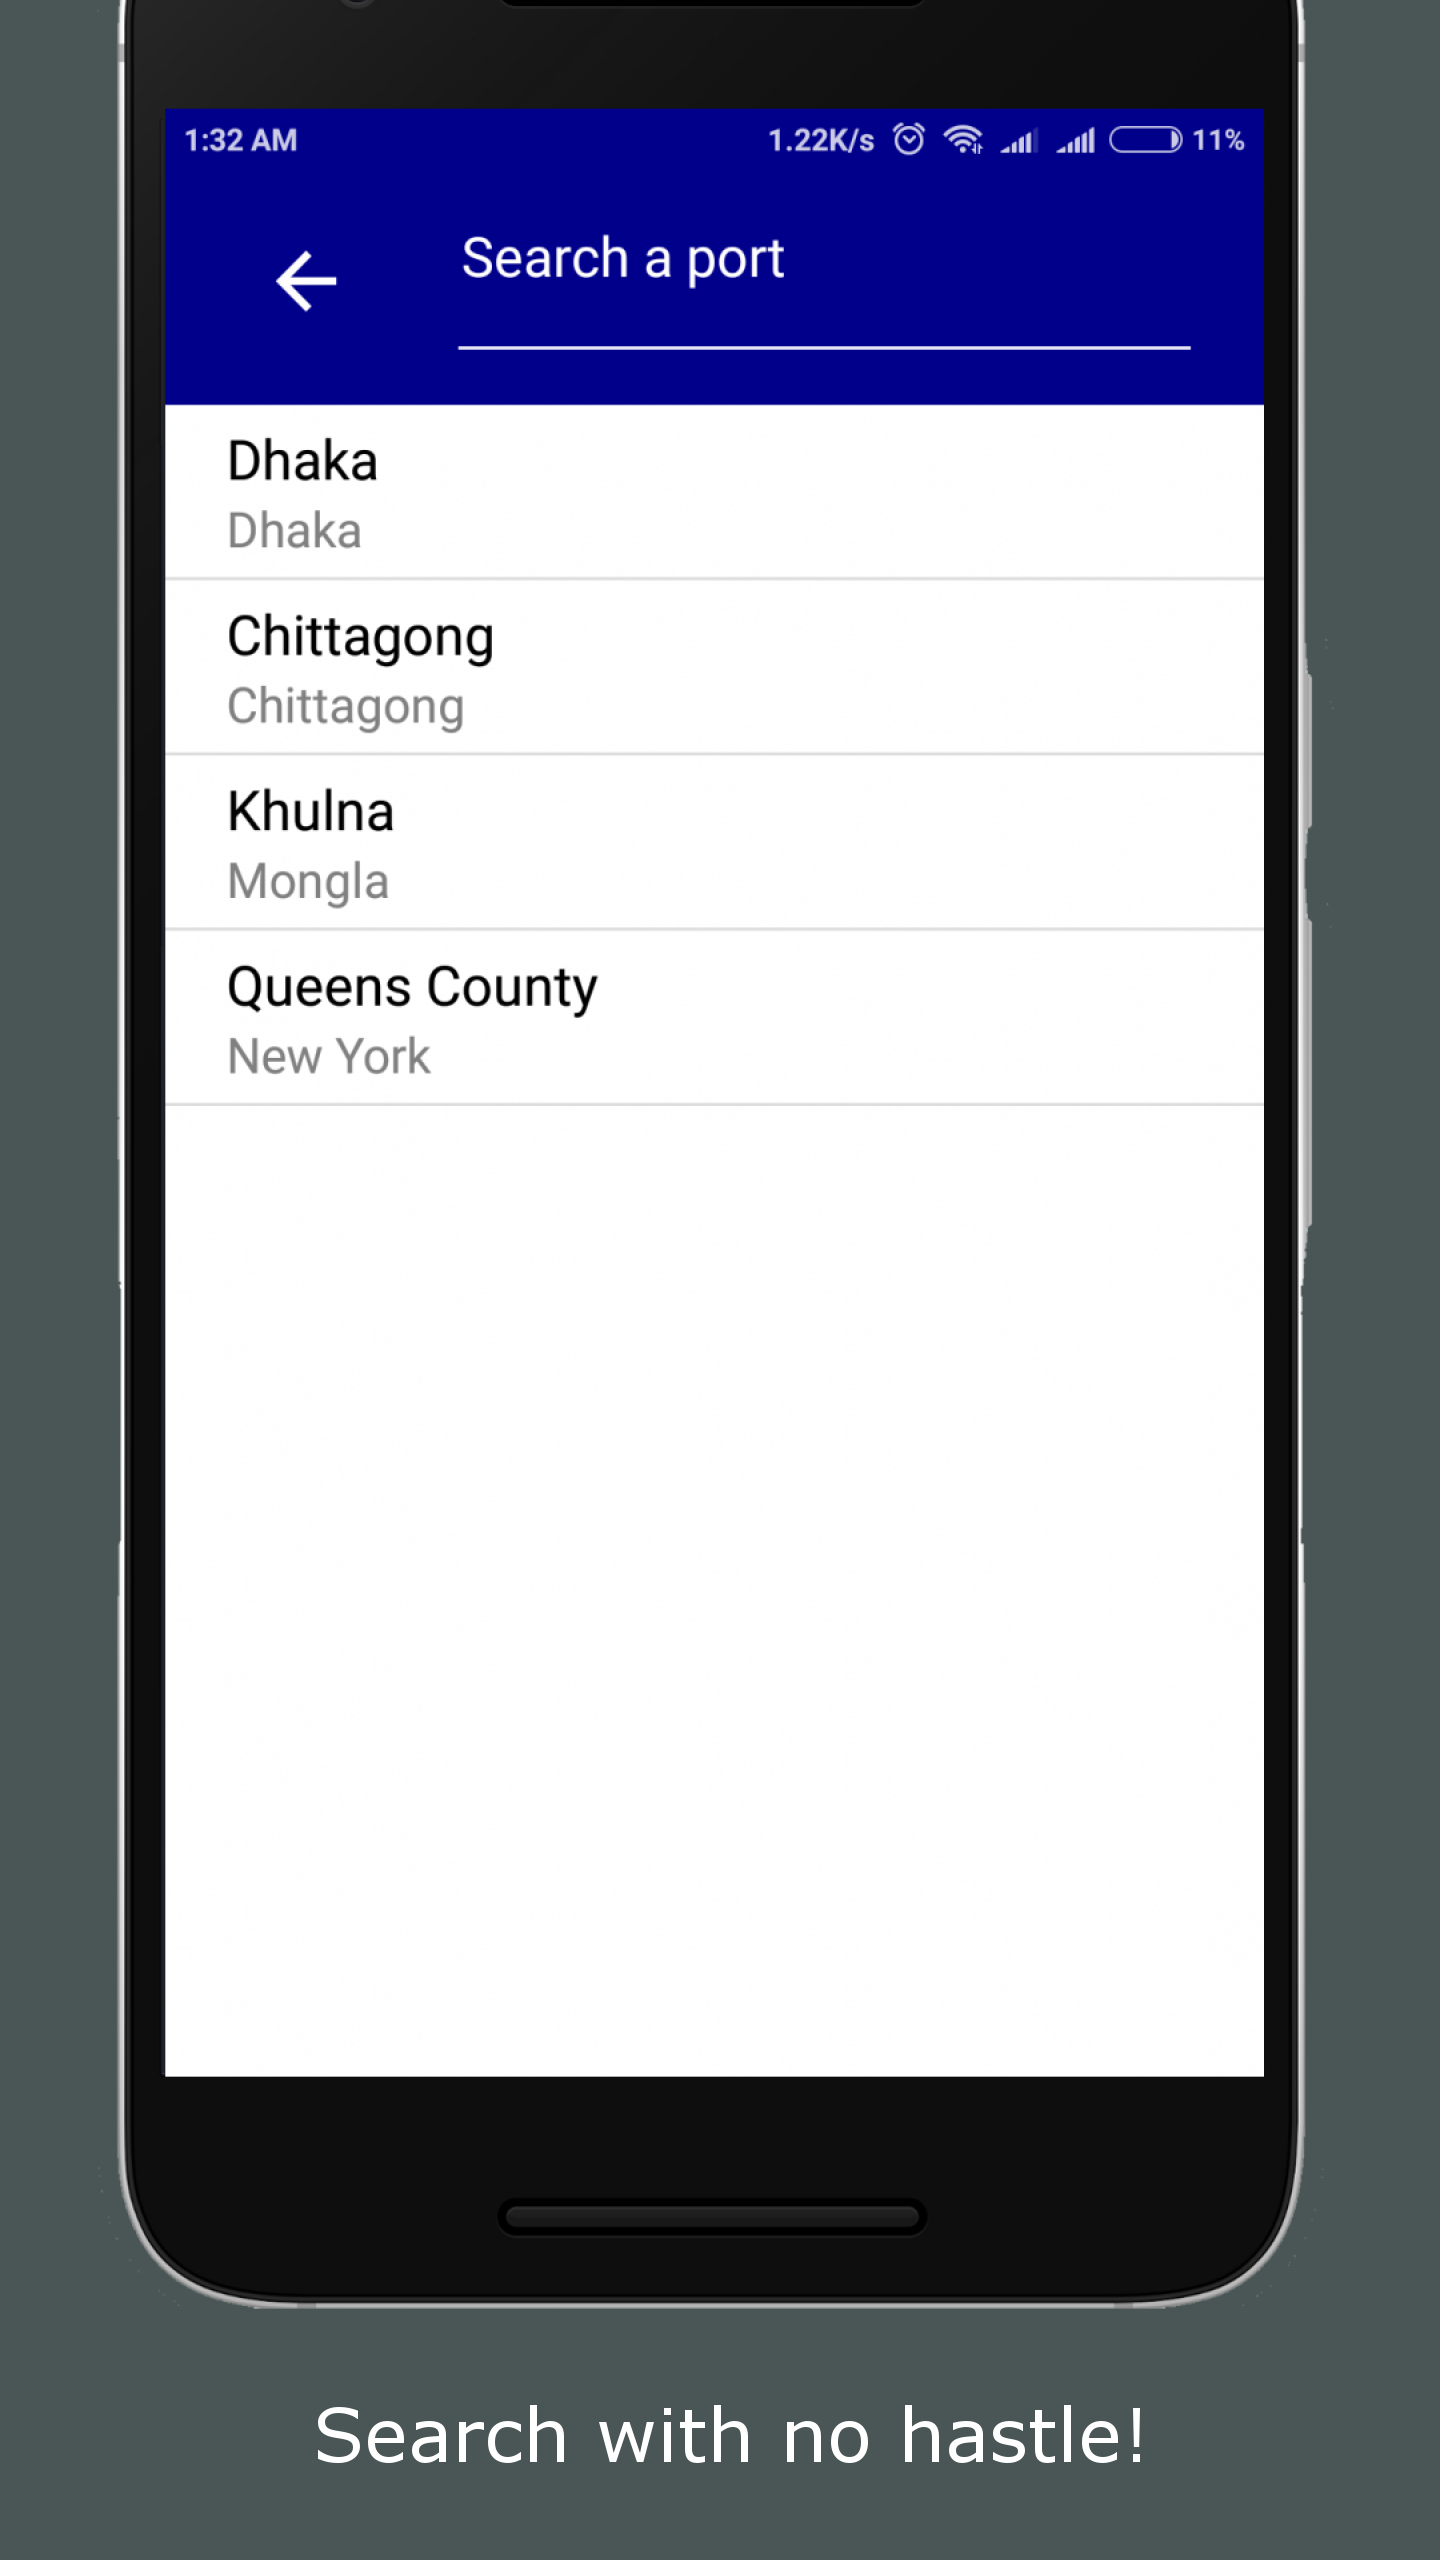 1:32 AM 1.22K/s 11%
Search a port
Dhaka
Dhaka
Chittagong
Chittagong
Khulna
Mongla
Queens County
New York
Search with no hastle!